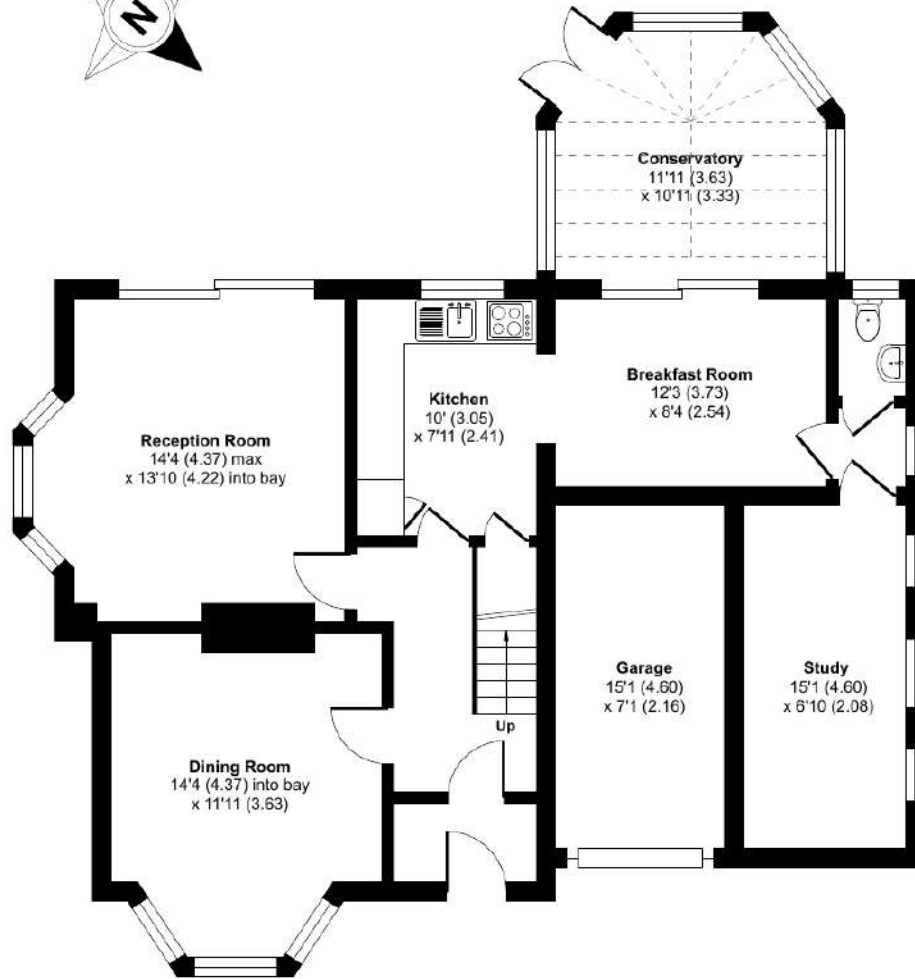 N
Conservatory
11'11 (3.63)
x 10'11 (3.33)
Breakfast Room
12'3 (3.73)
x 8'4 (2.54)
Kitchen
10' (3.05)
x 7'11 (2.41)
Reception Room
14'4 (4.37) max
x 13'10 (4.22) into bay
Garage
15'1 (4.60)
x 7'1 (2.16)
Study
15'1 (4.60)
x 6'10 (2.08)
Up
Dining Room
14'4 (4.37) into bay
x 11'11 (3.63)